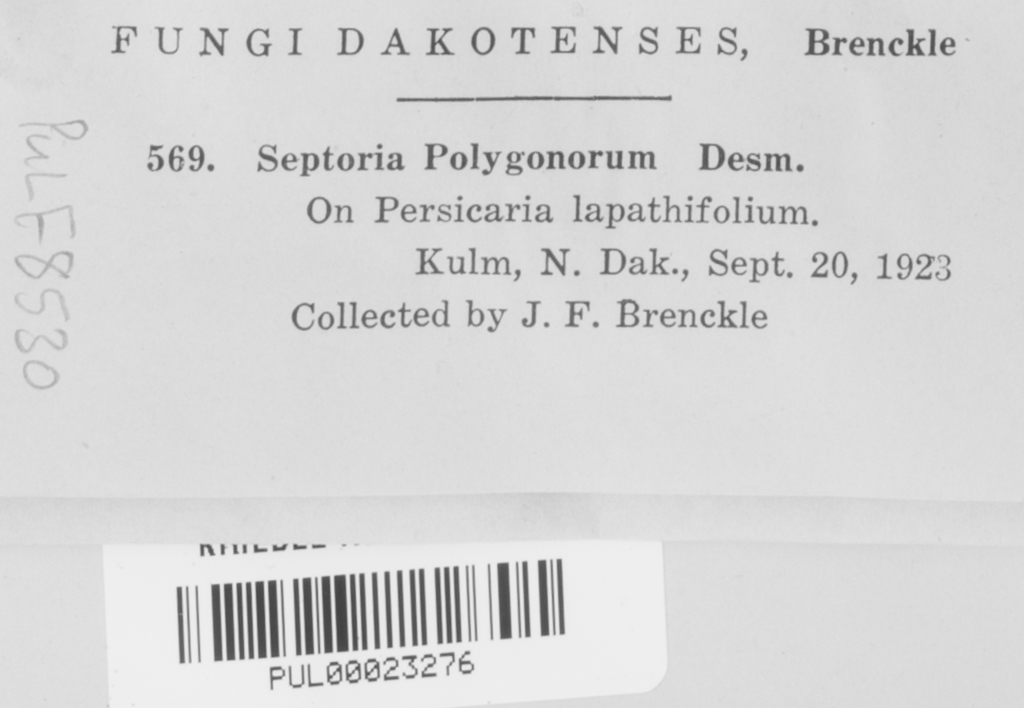 FUNGI DAKOTENSES, Brenckle
569. Septoria Polygonorum Desm.
On Persicaria lapathifolium.
Kulm, N. Dak., Sept. 20, 1923
Collected by J. F. Brenckle
PUL F8530
PUL00023276